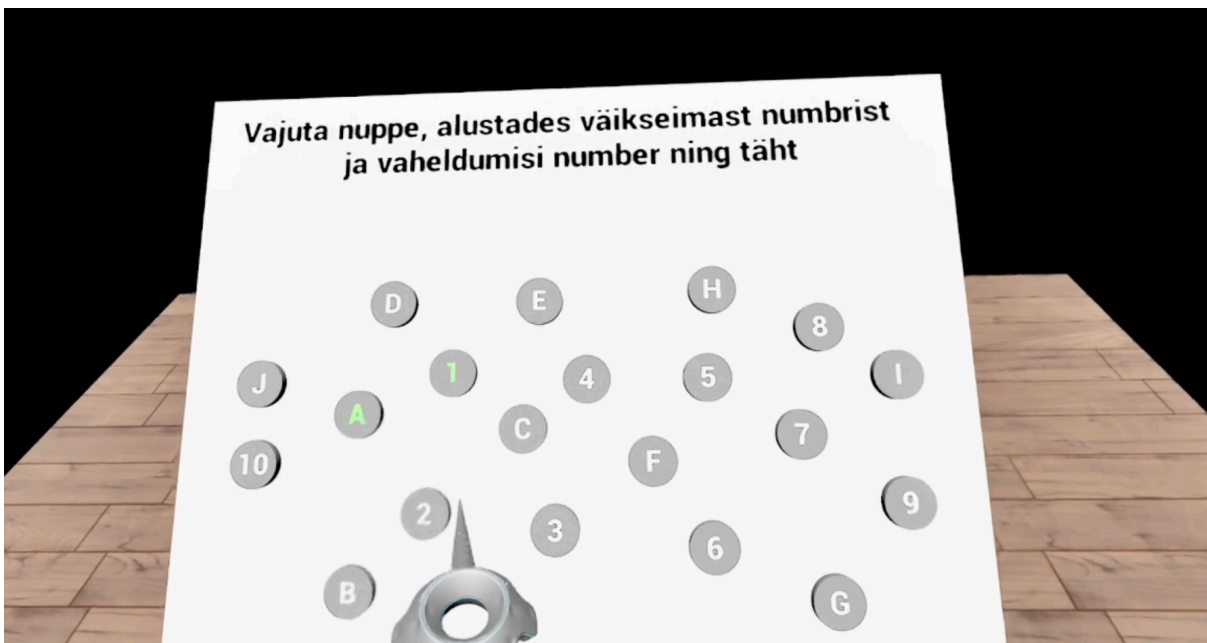 Vajuta nuppe, alustades väikseimast numbrist
ja vaheldumisi number ning täht
D E H
8
J 1 4 5 I
A C 7
10 F
2 3 9
6
B G